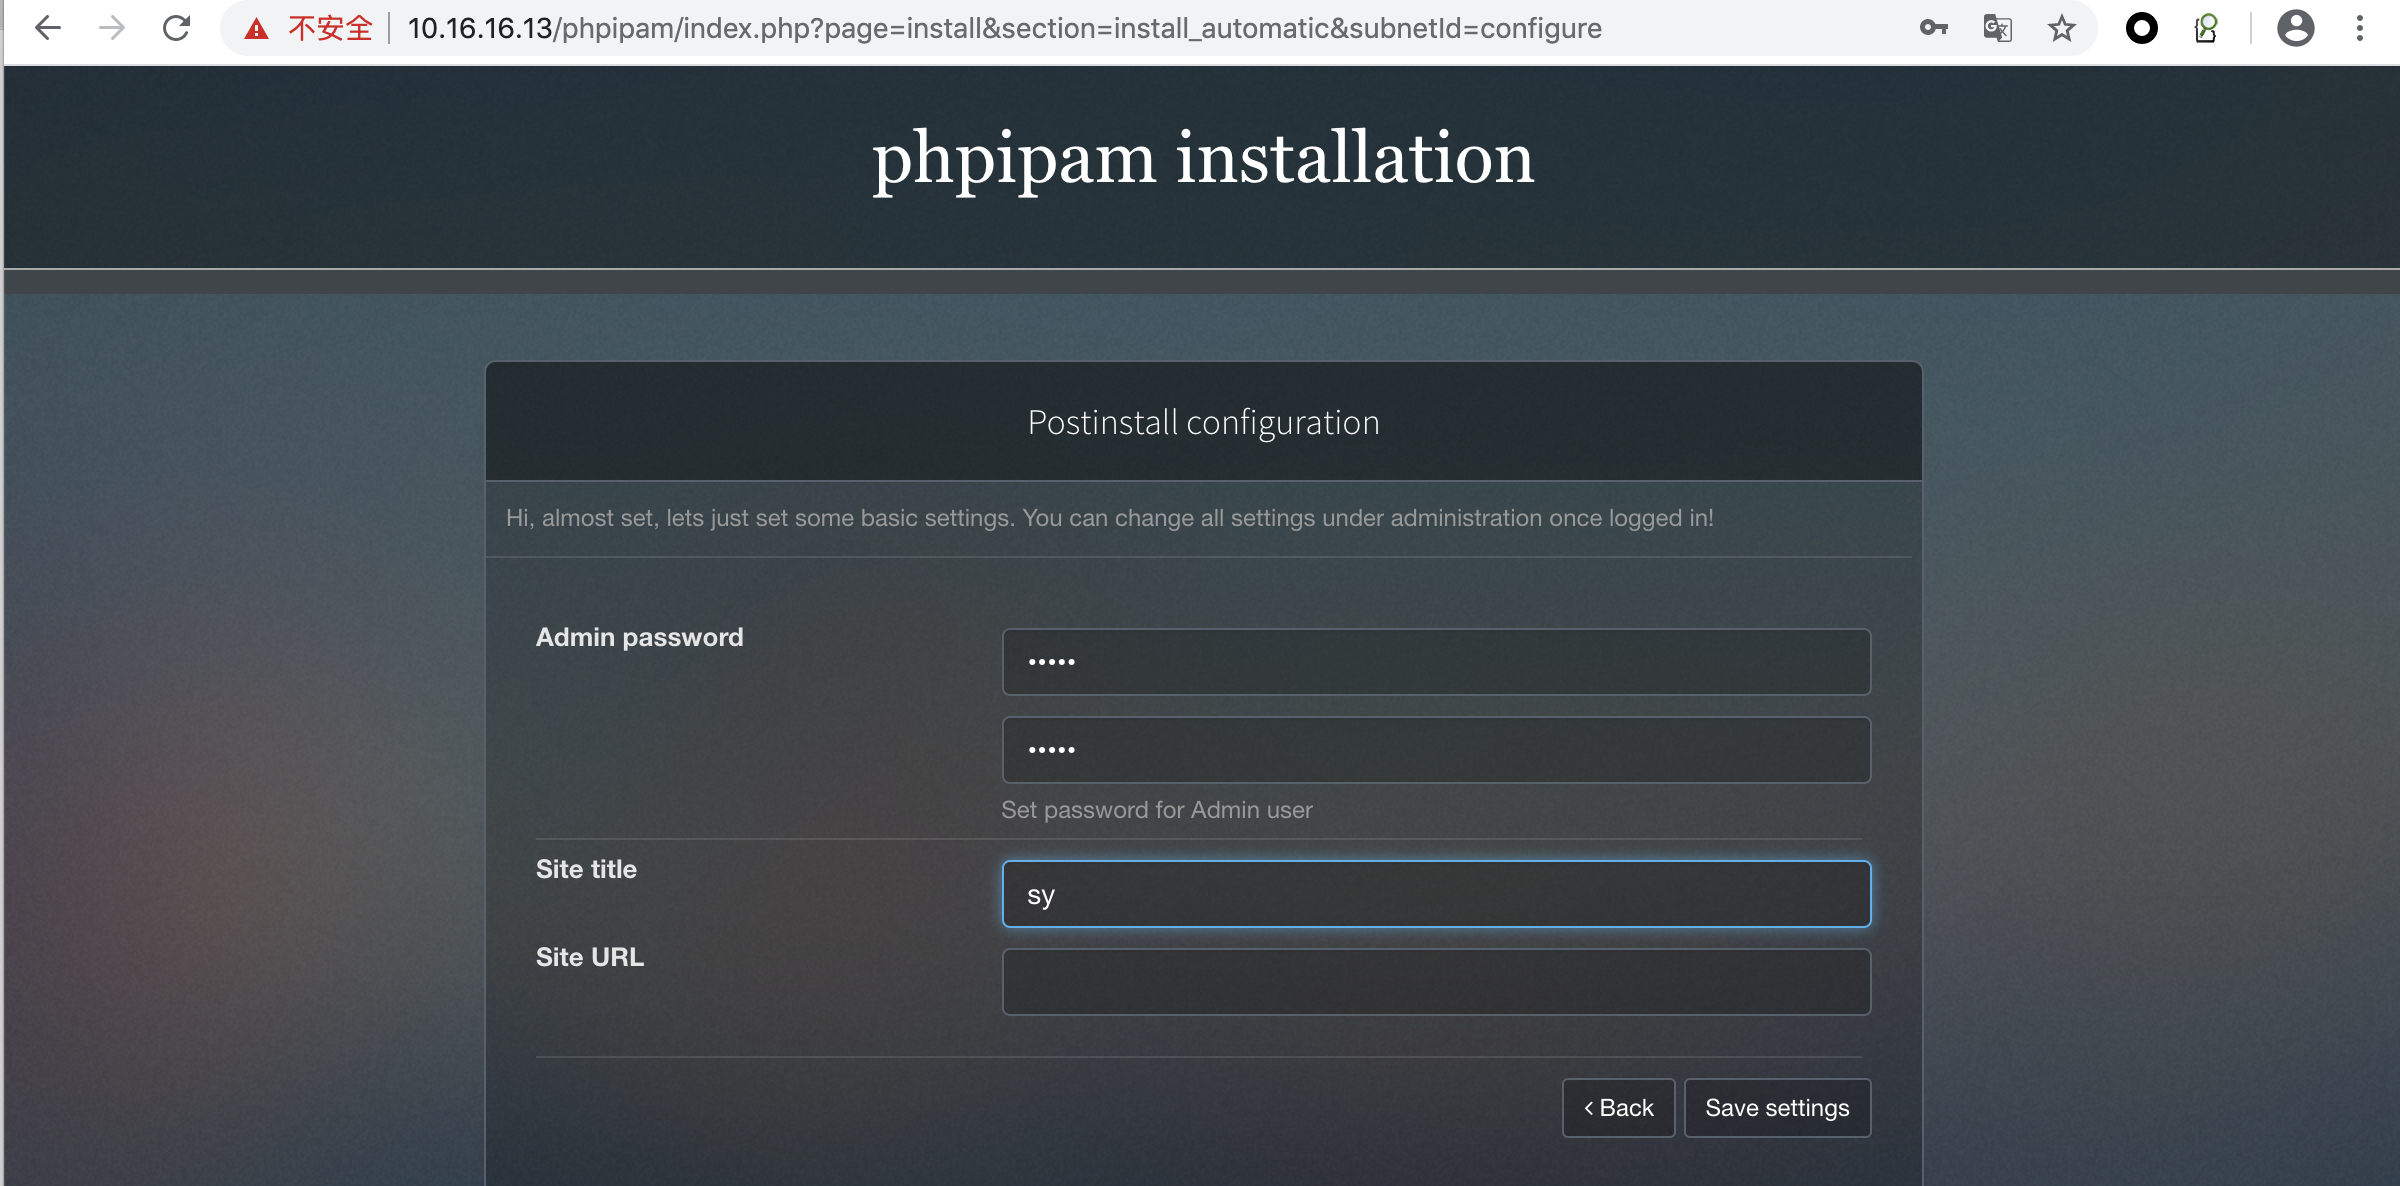 不安全 10.16.16.13/phpipam/index.php?page=install&section=install_automatic&subnetId=configure
phpipam installation
Postinstall configuration
Hi, almost set, lets just set some basic settings. You can change all settings under administration once logged in!
Admin password
•••••
•••••
Set password for Admin user
Site title
sy
Site URL
‹ Back
Save settings